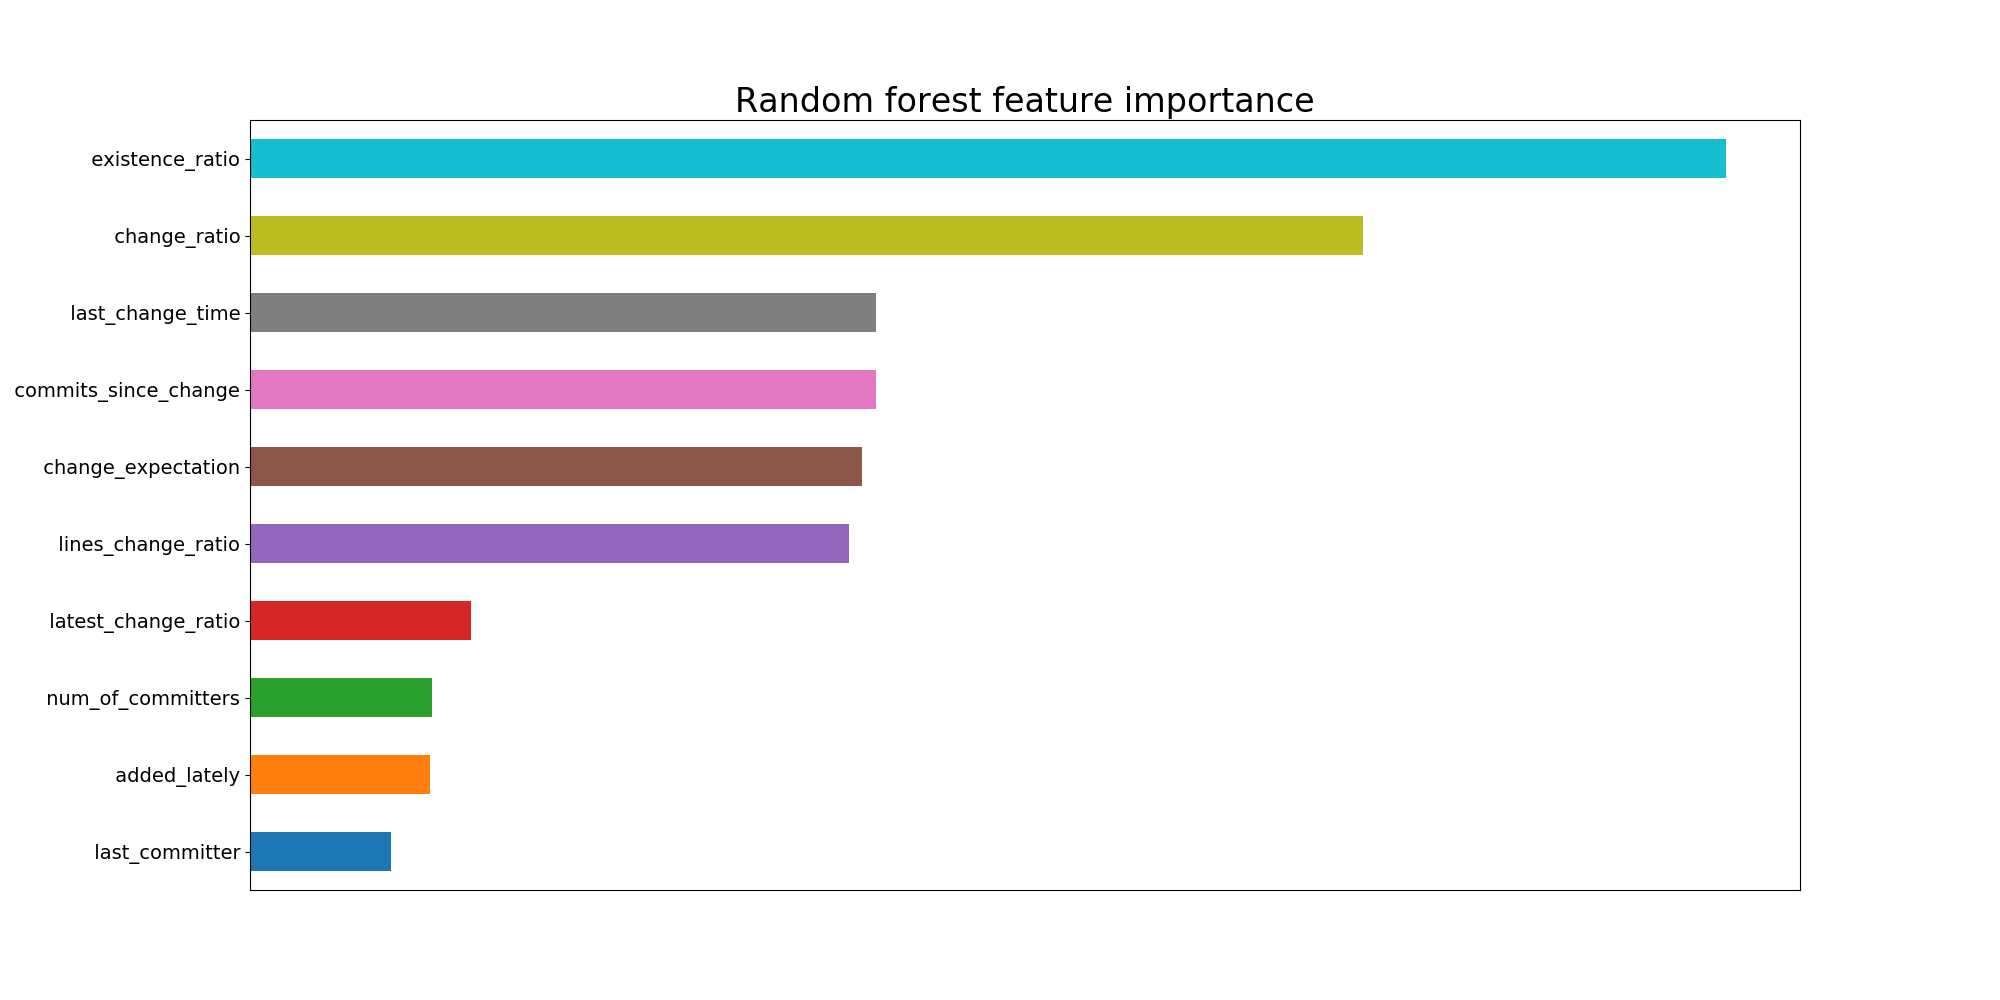 Random forest feature importance
existence_ratio
change_ratio
last_change_time
commits_since_change
change_expectation
lines_change_ratio
latest_change_ratio
num_of_committers
added_lately
last_committer